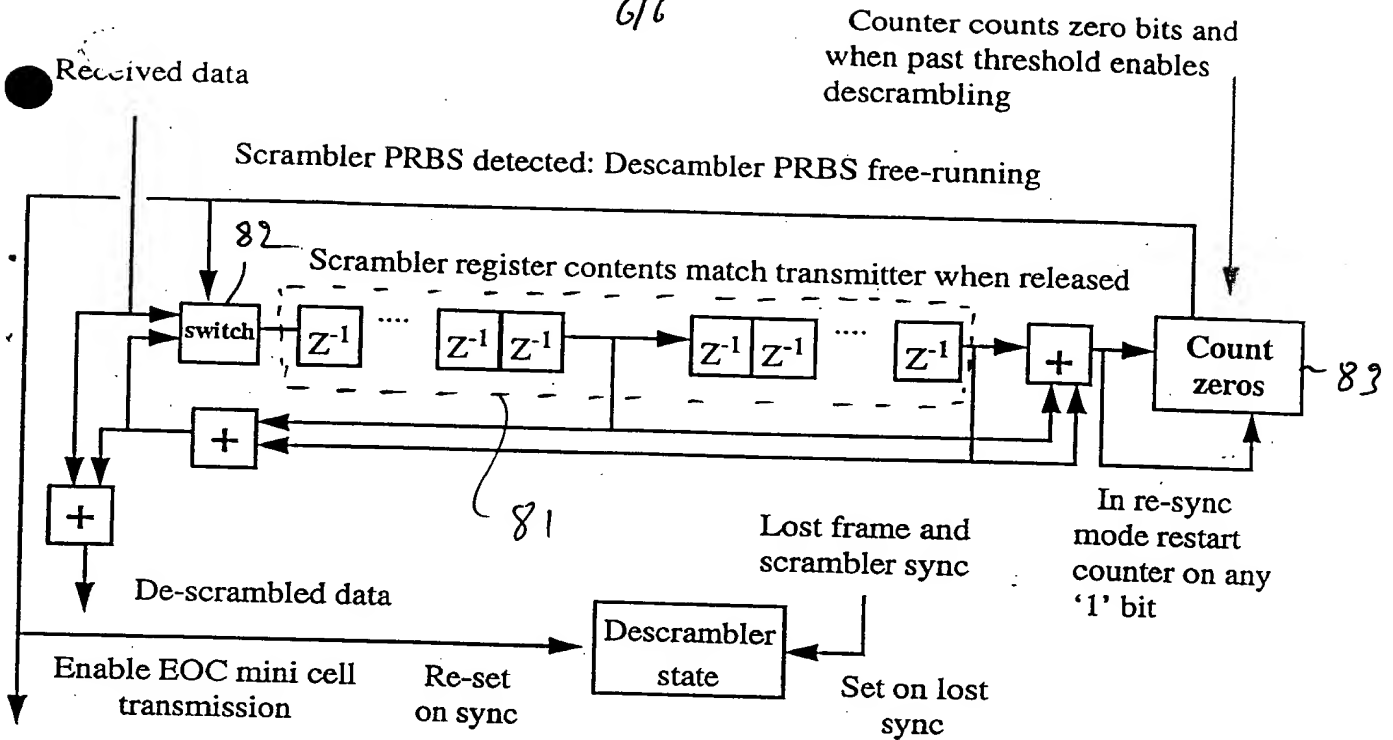 6/6
Counter counts zero bits and
when past threshold enables
descrambling
Received data
Scrambler PRBS detected: Descambler PRBS free-running
82
Scrambler register contents match transmitter when released
switch
Z-1
....
Z-1
Z-1
Z-1
Z-1
....
Z-1
+
Count
zeros
83
+
+
81
Lost frame and
scrambler sync
In re-sync
mode restart
counter on any
‘1’ bit
De-scrambled data
Descrambler
state
Enable EOC mini cell
transmission
Re-set
on sync
Set on lost
sync